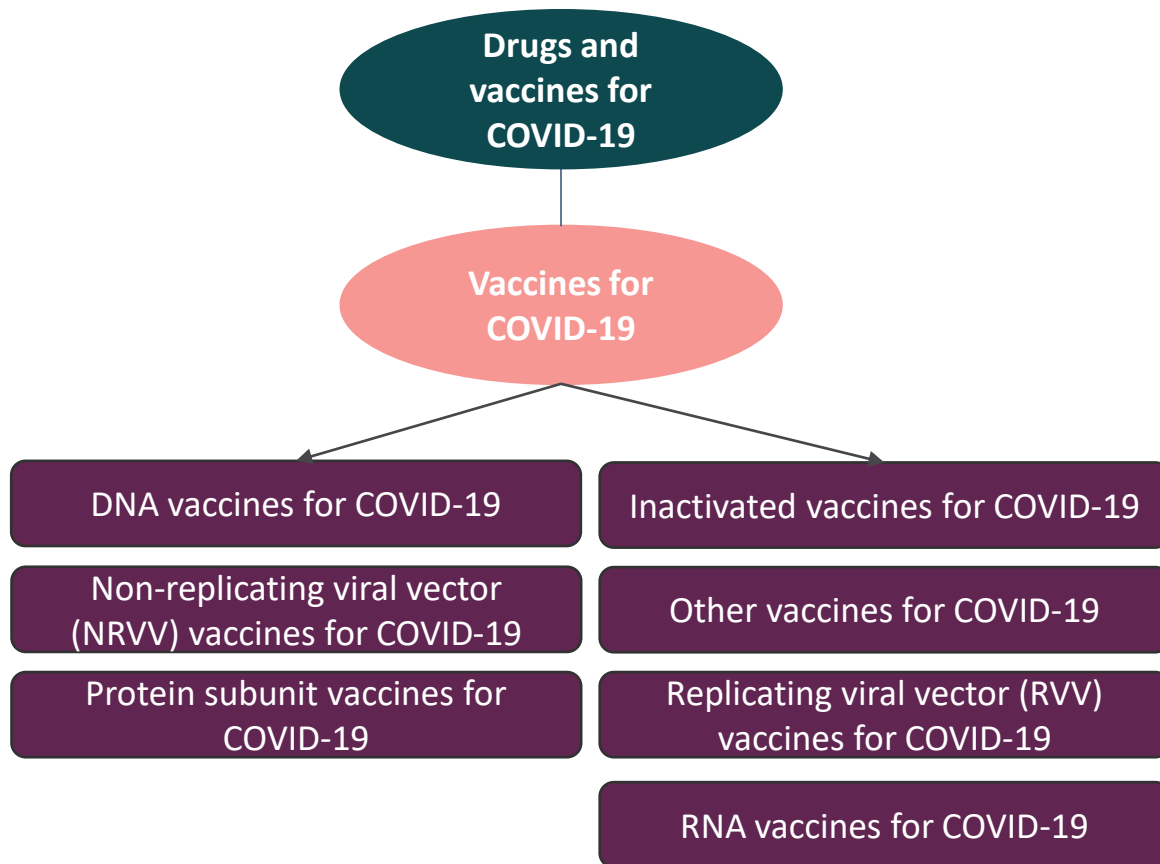 Drugs and
vaccines for
COVID-19
Vaccines for
COVID-19
DNA vaccines for COVID-19
Non-replicating viral vector
(NRVV) vaccines for COVID-19
Protein subunit vaccines for
COVID-19
Inactivated vaccines for COVID-19
Other vaccines for COVID-19
Replicating viral vector (RVV)
vaccines for COVID-19
RNA vaccines for COVID-19